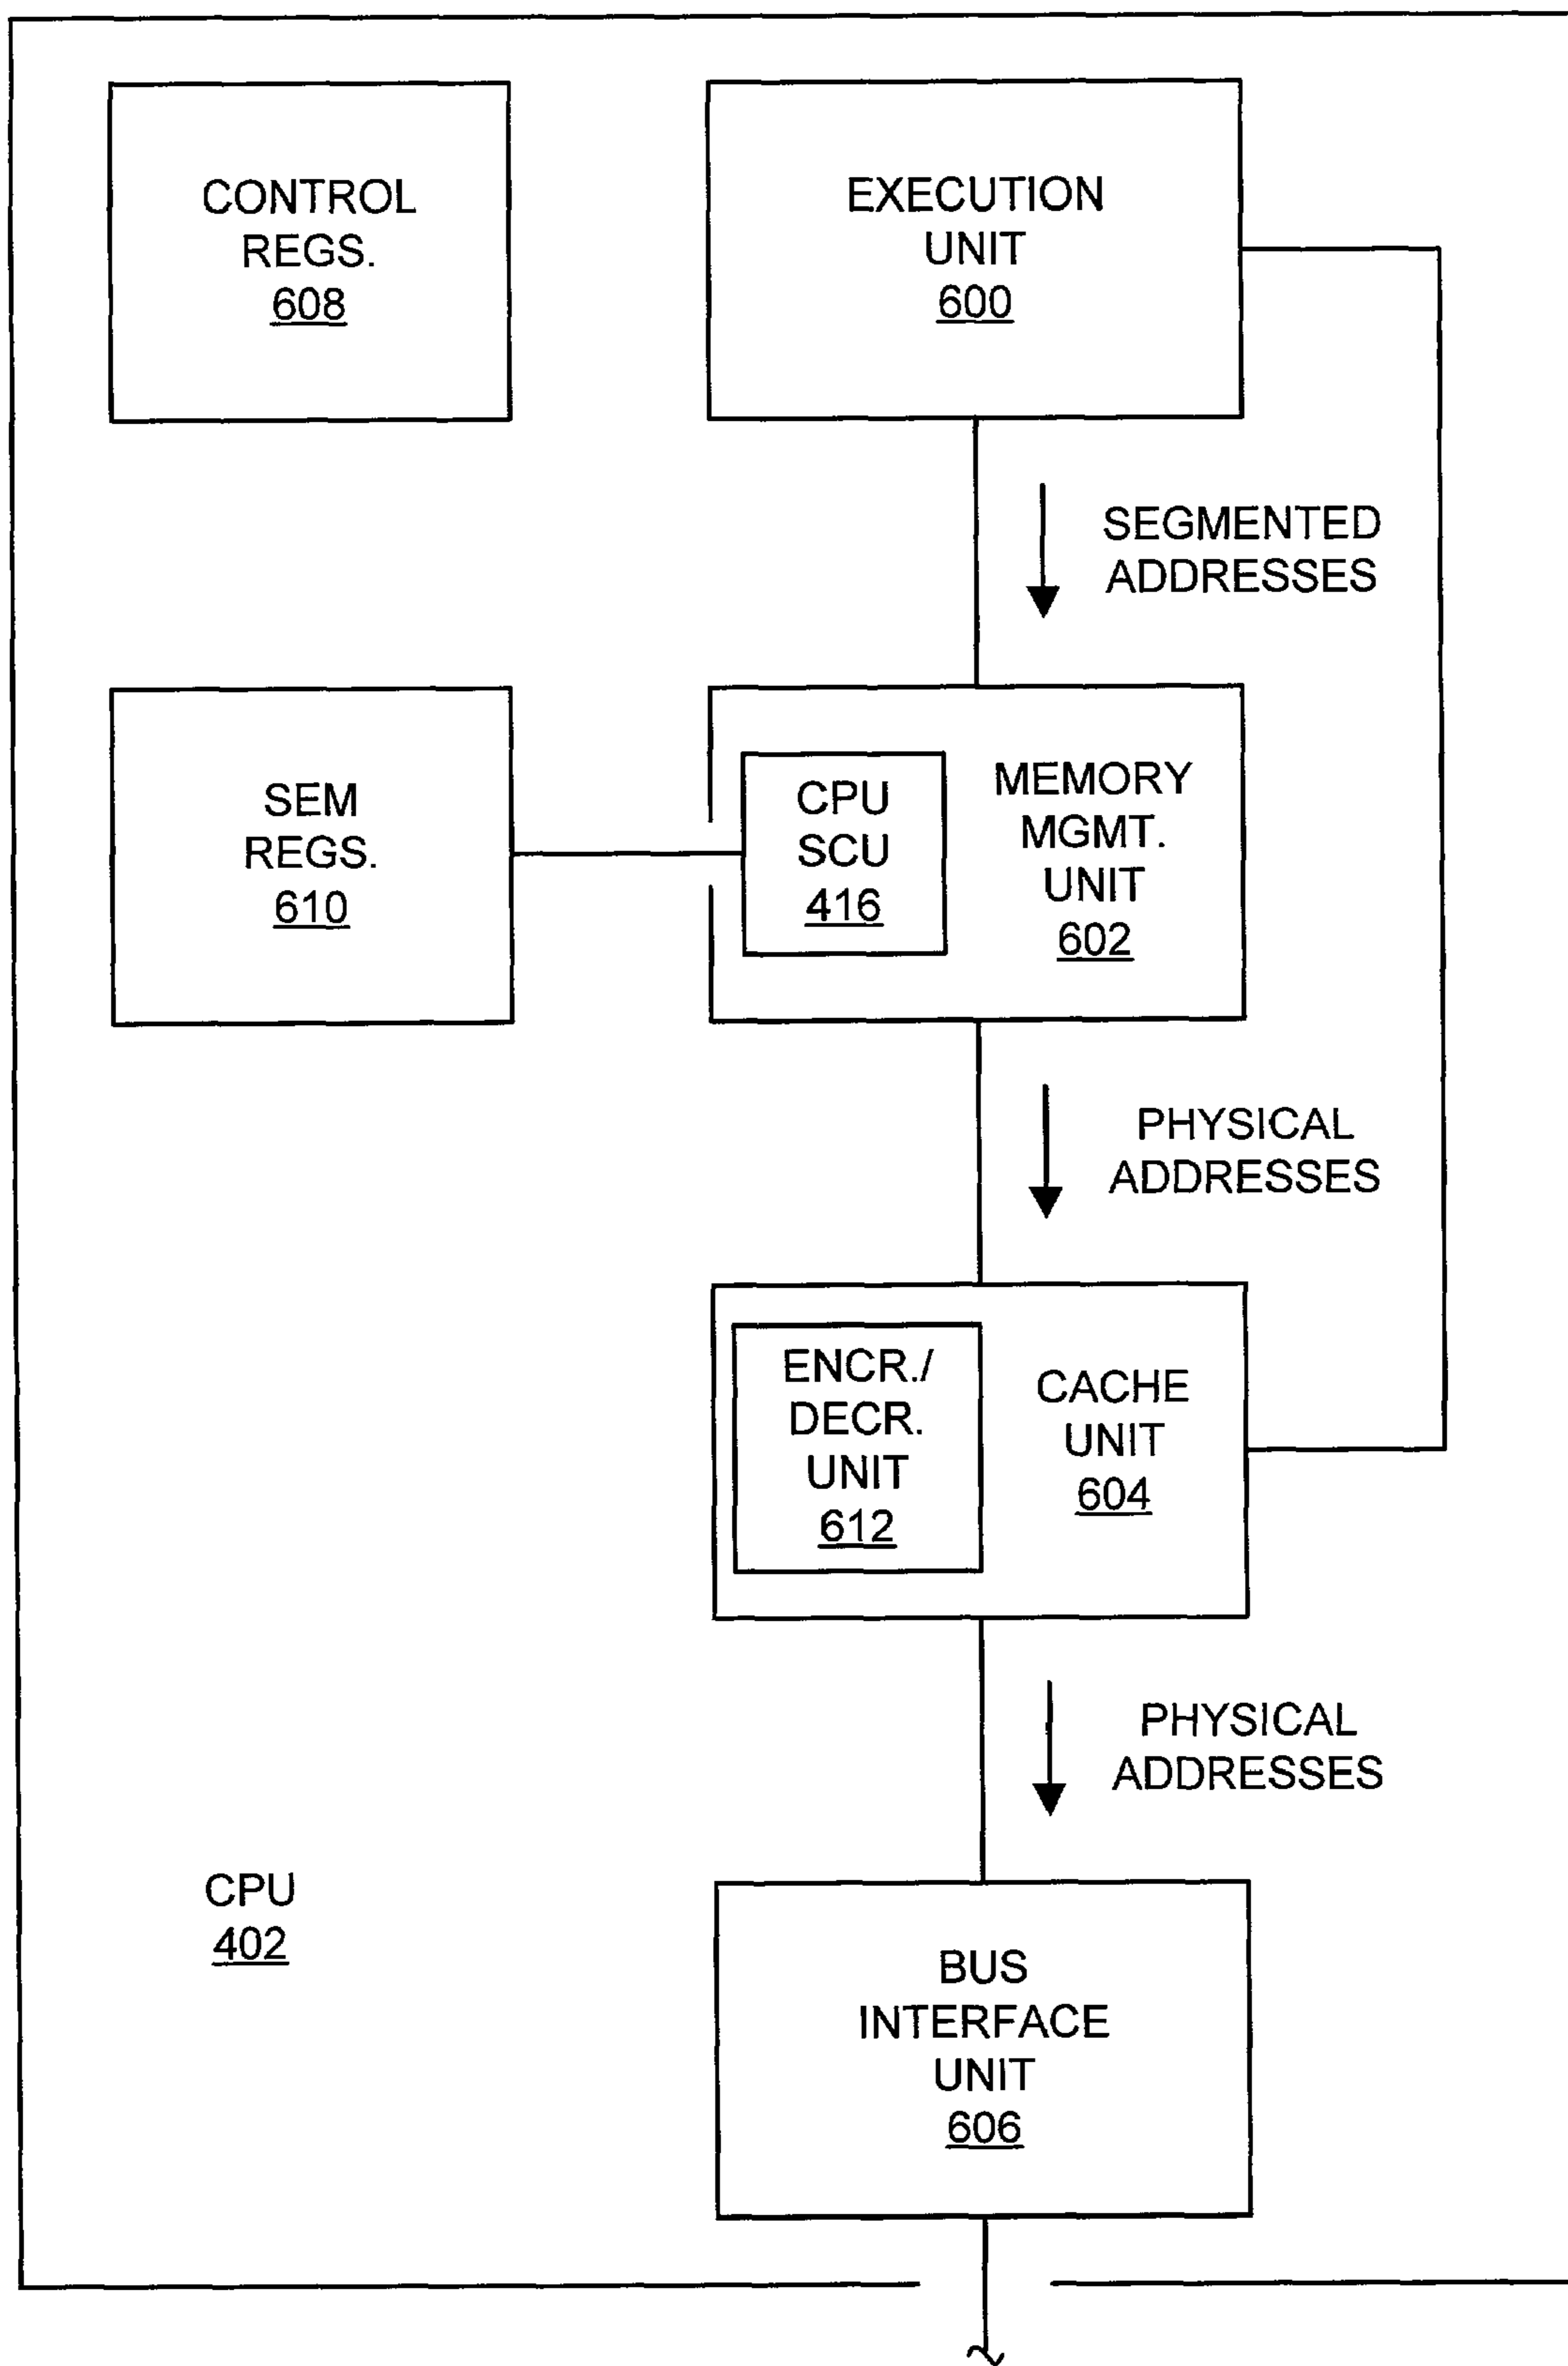 CONTROL
REGS.
608
EXECUTION
UNIT
600
SEGMENTED
ADDRESSES
SEM
REGS.
610
CPU
SCU
416
MEMORY
MGMT.
UNIT
602
PHYSICAL
ADDRESSES
ENCR./
DECR.
UNIT
612
CACHE
UNIT
604
PHYSICAL
ADDRESSES
CPU
402
BUS
INTERFACE
UNIT
606